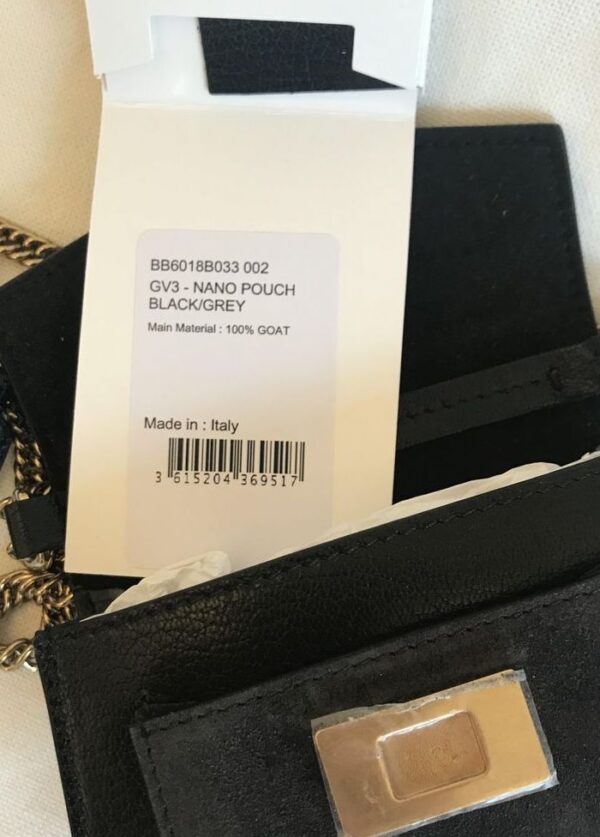 BB6018B033 002
GV3 - NANO POUCH
BLACK/GREY
Main Material : 100% GOAT
Made in : Italy
3 615204 369517